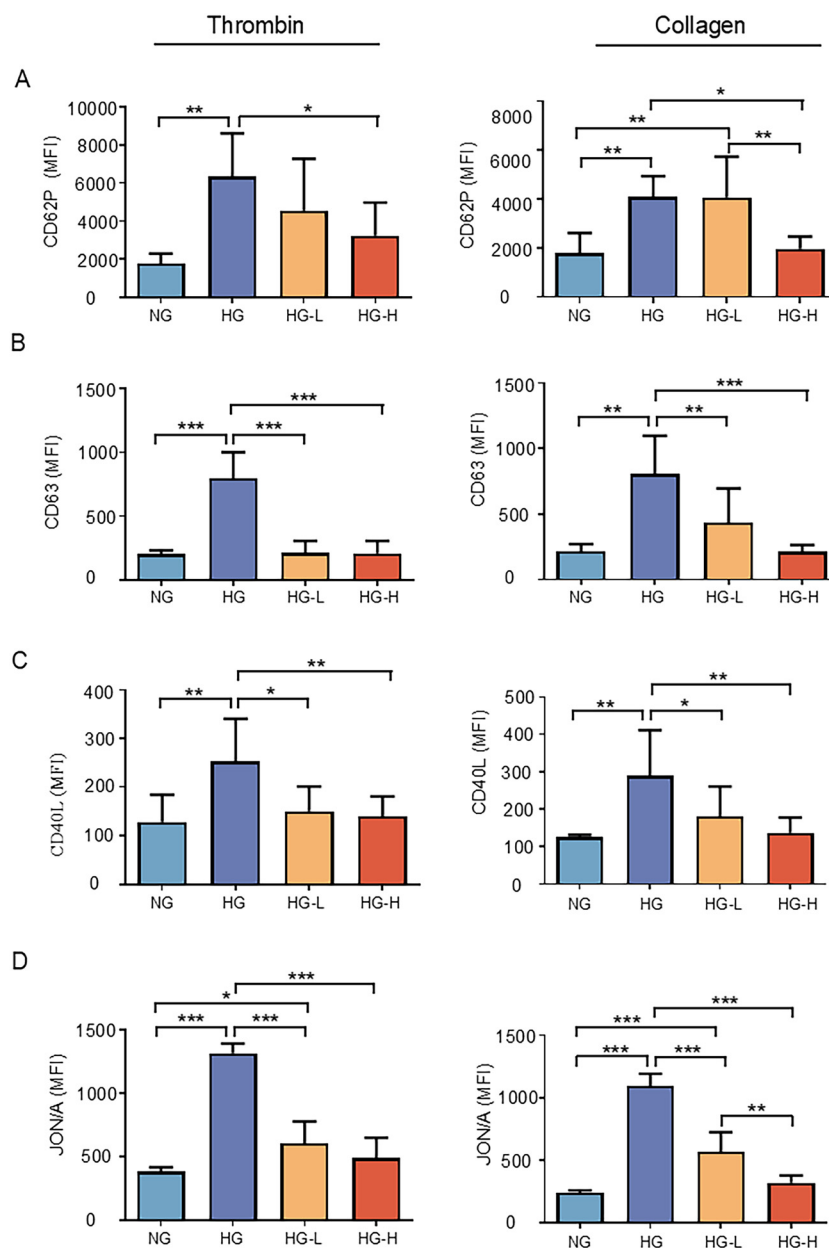 Thrombin
Collagen
A
CD62P (MFI)
10000
8000
6000
4000
2000
0
** *
NG HG HG-L HG-H
CD62P (MFI)
8000
6000
4000
2000
0
*
**
** **
NG HG HG-L HG-H
B
CD63 (MFI)
1500
1000
500
0
***
*** ***
NG HG HG-L HG-H
CD63 (MFI)
1500
1000
500
0
***
** **
NG HG HG-L HG-H
C
CD40L (MFI)
400
300
200
100
0
**
** *
NG HG HG-L HG-H
CD40L (MFI)
500
400
300
200
100
0
**
** *
NG HG HG-L HG-H
D
JON/A (MFI)
1500
1000
500
0
***
*
*** ***
NG HG HG-L HG-H
JON/A (MFI)
1500
1000
500
0
***
***
*** ***
**
NG HG HG-L HG-H